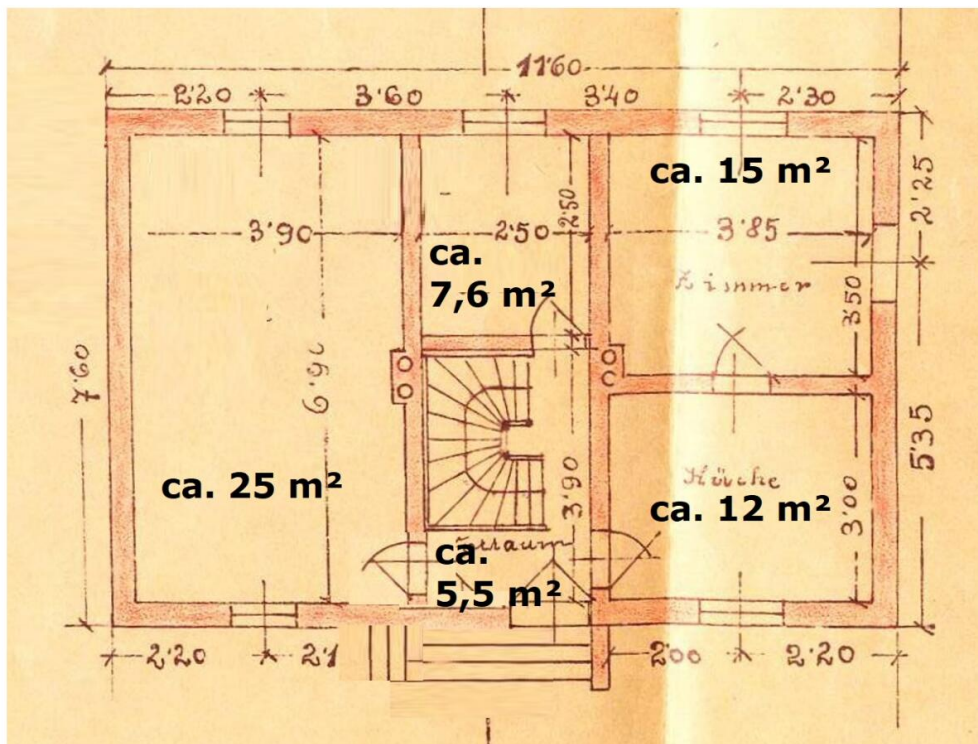 11'60
2'20 3'60 3'40 2'30
ca. 15 m²
2'25
2'50
3'90 2'50 3'85
ca.
7,6 m²
Zimmer
3'50
7'60
6'90
5'35
ca. 25 m²
3'90
Küche
ca. 12 m²
3'00
ca.
5,5 m²
2'20 2'1 2'00 2'20